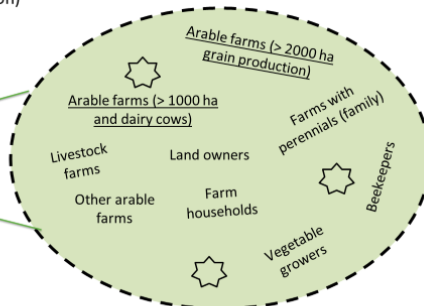 on)
Arable farms (> 2000 ha
grain production)
Arable farms (> 1000 ha
and dairy cows)
Farms with
perennials (family)
Livestock
farms
Land owners
Beekeepers
Other arable
farms
Farm
households
Vegetable
growers